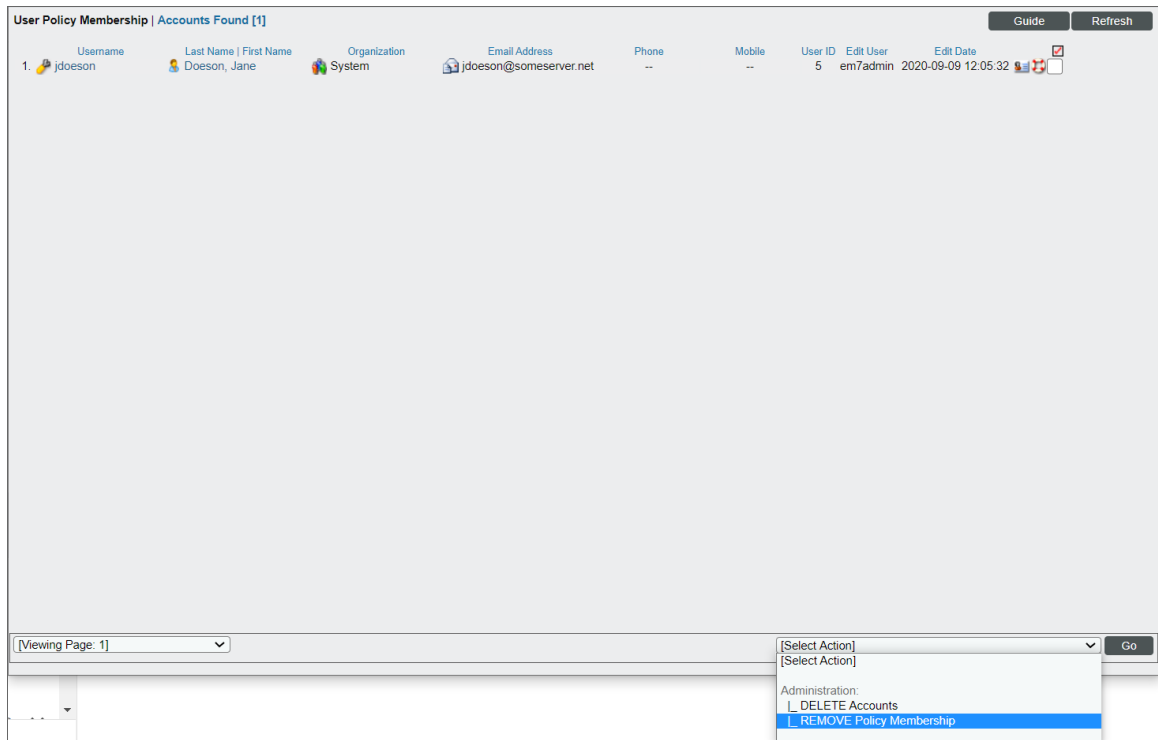 User Policy Membership | Accounts Found [1]
Guide
Refresh
Username Last Name | First Name Organization Email Address Phone Mobile User ID Edit User Edit Date
1. jdoeson Doeson, Jane System jdoeson@someserver.net -- -- 5 em7admin 2020-09-09 12:05:32
[Viewing Page: 1]
[Select Action]
Go
[Select Action]
Administration:
|_ DELETE Accounts
|_ REMOVE Policy Membership